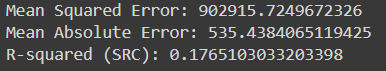 Mean Squared Error: 902915.7249672326
Mean Absolute Error: 535.4384065119425
R-squared (SRC): 0.1765103033203398